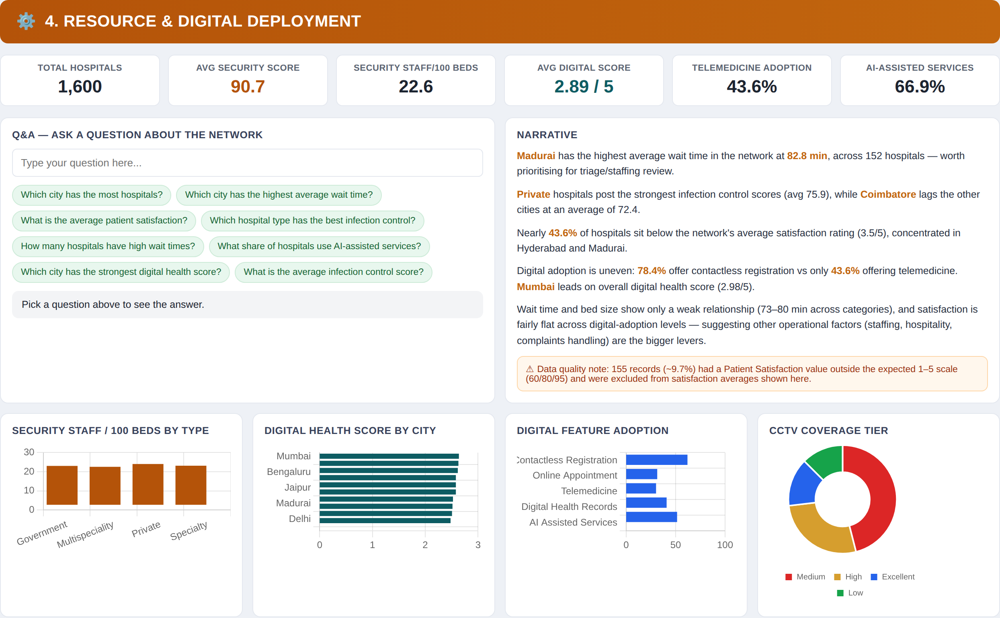 4. RESOURCE & DIGITAL DEPLOYMENT
TOTAL HOSPITALS
1,600
AVG SECURITY SCORE
90.7
SECURITY STAFF/100 BEDS
22.6
AVG DIGITAL SCORE
2.89 / 5
TELEMEDICINE ADOPTION
43.6%
AI-ASSISTED SERVICES
66.9%
Q&A — ASK A QUESTION ABOUT THE NETWORK
Type your question here...
Which city has the most hospitals?
Which city has the highest average wait time?
What is the average patient satisfaction?
Which hospital type has the best infection control?
How many hospitals have high wait times?
What share of hospitals use AI-assisted services?
Which city has the strongest digital health score?
What is the average infection control score?
Pick a question above to see the answer.
NARRATIVE
Madurai has the highest average wait time in the network at 82.8 min, across 152 hospitals — worth
prioritising for triage/staffing review.
Private hospitals post the strongest infection control scores (avg 75.9), while Coimbatore lags the other
cities at an average of 72.4.
Nearly 43.6% of hospitals sit below the network's average satisfaction rating (3.5/5), concentrated in
Hyderabad and Madurai.
Digital adoption is uneven: 78.4% offer contactless registration vs only 43.6% offering telemedicine.
Mumbai leads on overall digital health score (2.98/5).
Wait time and bed size show only a weak relationship (73–80 min across categories), and satisfaction is
fairly flat across digital-adoption levels — suggesting other operational factors (staffing, hospitality,
complaints handling) are the bigger levers.
⚠ Data quality note: 155 records (~9.7%) had a Patient Satisfaction value outside the expected 1–5 scale
(60/80/95) and were excluded from satisfaction averages shown here.
SECURITY STAFF / 100 BEDS BY TYPE
30
20
10
0
Government
Multispeciality
Private
Specialty
DIGITAL HEALTH SCORE BY CITY
Mumbai
Bengaluru
Jaipur
Madurai
Delhi
0 1 2 3
DIGITAL FEATURE ADOPTION
Contactless Registration
Online Appointment
Telemedicine
Digital Health Records
AI Assisted Services
0 50 100
CCTV COVERAGE TIER
Medium High Excellent
Low